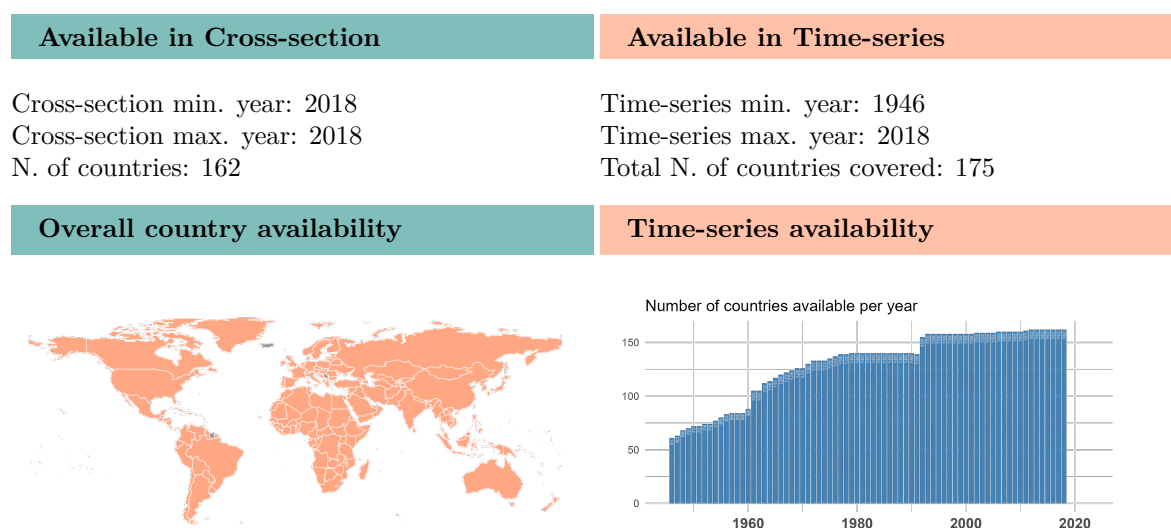 Available in Cross-section
Available in Time-series
Cross-section min. year: 2018
Cross-section max. year: 2018
N. of countries: 162
Time-series min. year: 1946
Time-series max. year: 2018
Total N. of countries covered: 175
Overall country availability
Time-series availability
Number of countries available per year
150
100
50
0
1960 1980 2000 2020